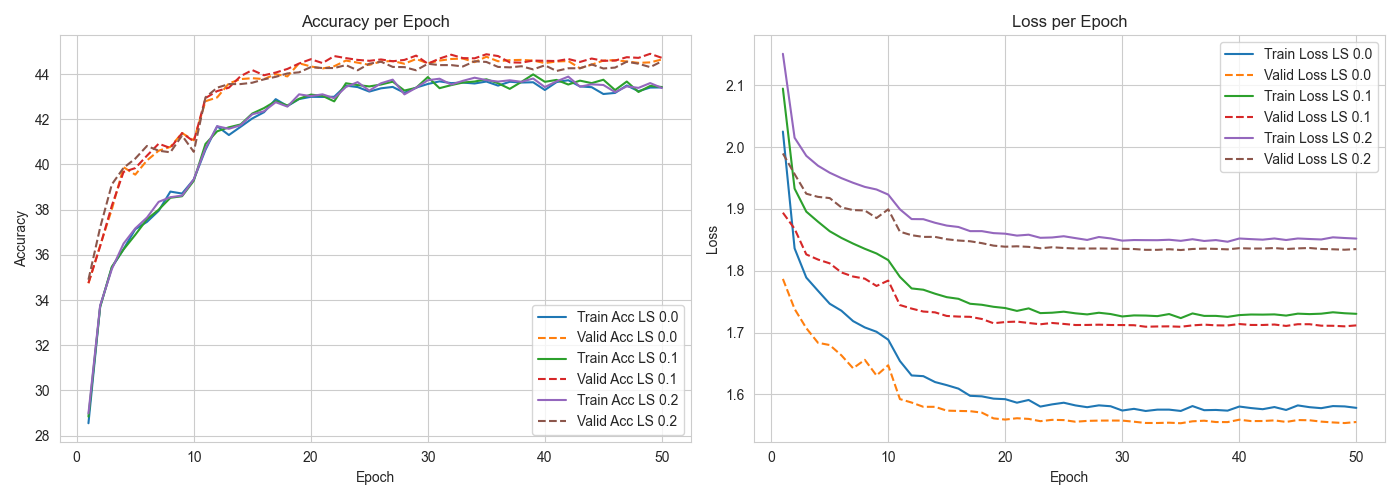 Accuracy per Epoch
Accuracy
44
42
40
38
36
34
32
30
28
0
10
20
30
40
50
Epoch
Train Acc LS 0.0
Valid Acc LS 0.0
Train Acc LS 0.1
Valid Acc LS 0.1
Train Acc LS 0.2
Valid Acc LS 0.2
Loss per Epoch
Loss
2.1
2.0
1.9
1.8
1.7
1.6
0
10
20
30
40
50
Epoch
Train Loss LS 0.0
Valid Loss LS 0.0
Train Loss LS 0.1
Valid Loss LS 0.1
Train Loss LS 0.2
Valid Loss LS 0.2